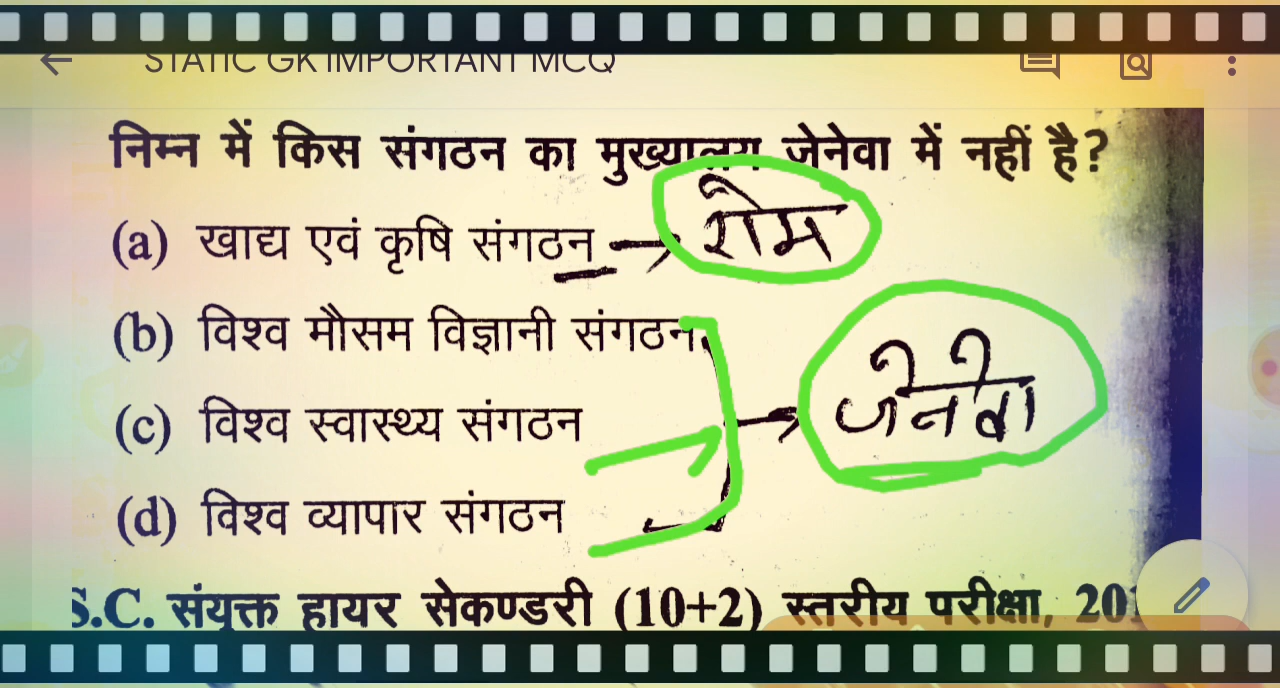 STATIC GK IMPORTANT MCQ
निम्न में किस संगठन का मुख्यालय जेनेवा में नहीं है?
(a) खाद्य एवं कृषि संगठन → रोम
(b) विश्व मौसम विज्ञानी संगठन
(c) विश्व स्वास्थ्य संगठन → जेनेवा
(d) विश्व व्यापार संगठन
S.C. संयुक्त हायर सेकण्डरी (10+2) स्तरीय परीक्षा, 201